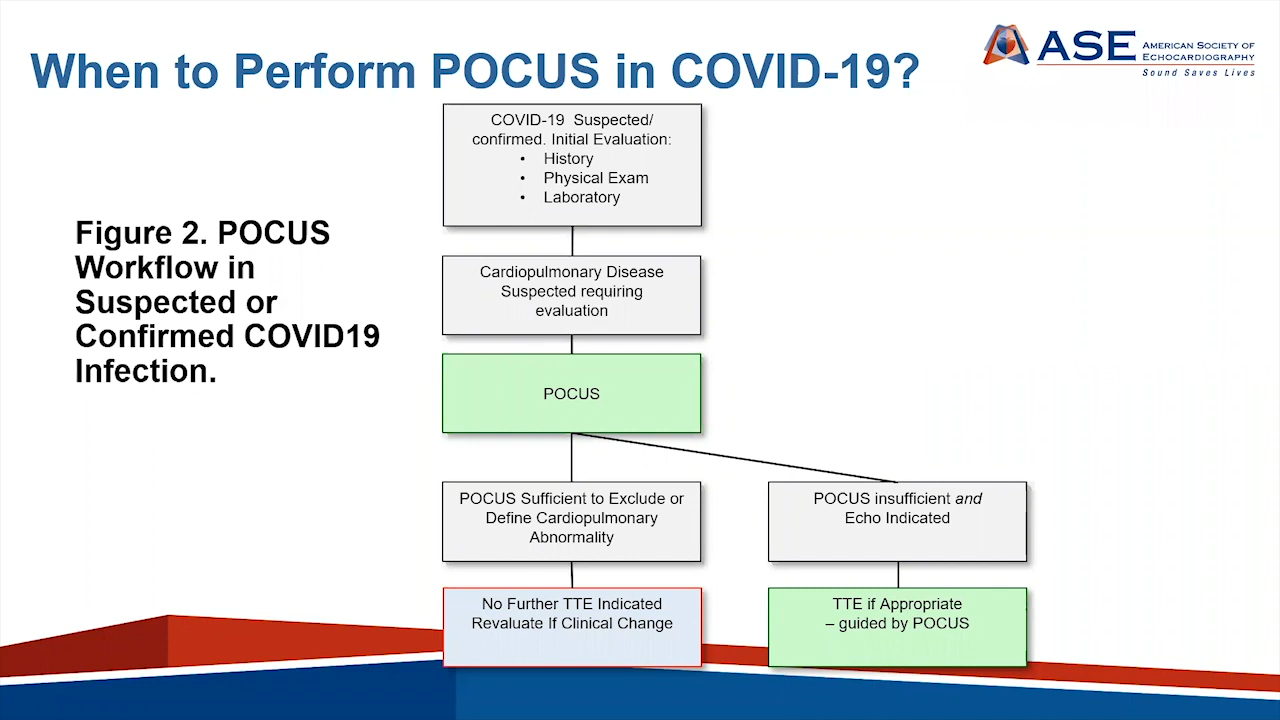 When to Perform POCUS in COVID-19?
ASE AMERICAN SOCIETY OF
ECHOCARDIOGRAPHY
Sound Saves Lives
COVID-19 Suspected/
confirmed. Initial Evaluation:
• History
• Physical Exam
• Laboratory
Figure 2. POCUS
Workflow in
Suspected or
Confirmed COVID19
Infection.
Cardiopulmonary Disease
Suspected requiring
evaluation
POCUS
POCUS Sufficient to Exclude or
Define Cardiopulmonary
Abnormality
POCUS insufficient and
Echo Indicated
No Further TTE Indicated
Revaluate If Clinical Change
TTE if Appropriate
– guided by POCUS